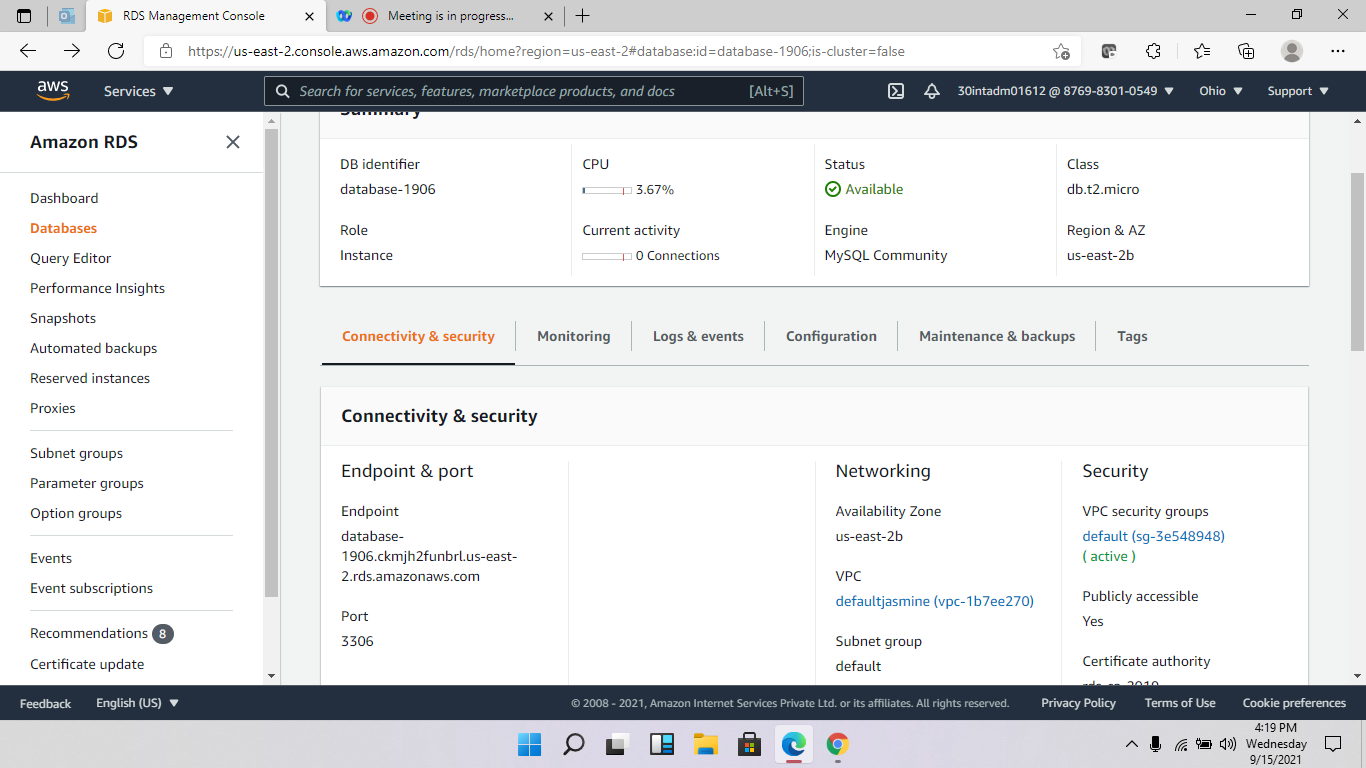 RDS Management Console
Meeting is in progress...
https://us-east-2.console.aws.amazon.com/rds/home?region=us-east-2#database:id=database-1906;is-cluster=false
aws
Services
Search for services, features, marketplace products, and docs
[Alt+S]
30intadm01612 @ 8769-8301-0549
Ohio
Support
Amazon RDS
Dashboard
Databases
Query Editor
Performance Insights
Snapshots
Automated backups
Reserved instances
Proxies
Subnet groups
Parameter groups
Option groups
Events
Event subscriptions
Recommendations 8
Certificate update
Summary
DB identifier
database-1906
CPU
3.67%
Status
Available
Class
db.t2.micro
Role
Instance
Current activity
0 Connections
Engine
MySQL Community
Region & AZ
us-east-2b
Connectivity & security
Monitoring
Logs & events
Configuration
Maintenance & backups
Tags
Connectivity & security
Endpoint & port
Endpoint
database-
1906.ckmjh2funbrl.us-east-
2.rds.amazonaws.com
Port
3306
Networking
Availability Zone
us-east-2b
VPC
defaultjasmine (vpc-1b7ee270)
Subnet group
default
Security
VPC security groups
default (sg-3e548948)
( active )
Publicly accessible
Yes
Certificate authority
Feedback
English (US)
© 2008 - 2021, Amazon Internet Services Private Ltd. or its affiliates. All rights reserved.
Privacy Policy
Terms of Use
Cookie preferences
4:19 PM
Wednesday
9/15/2021